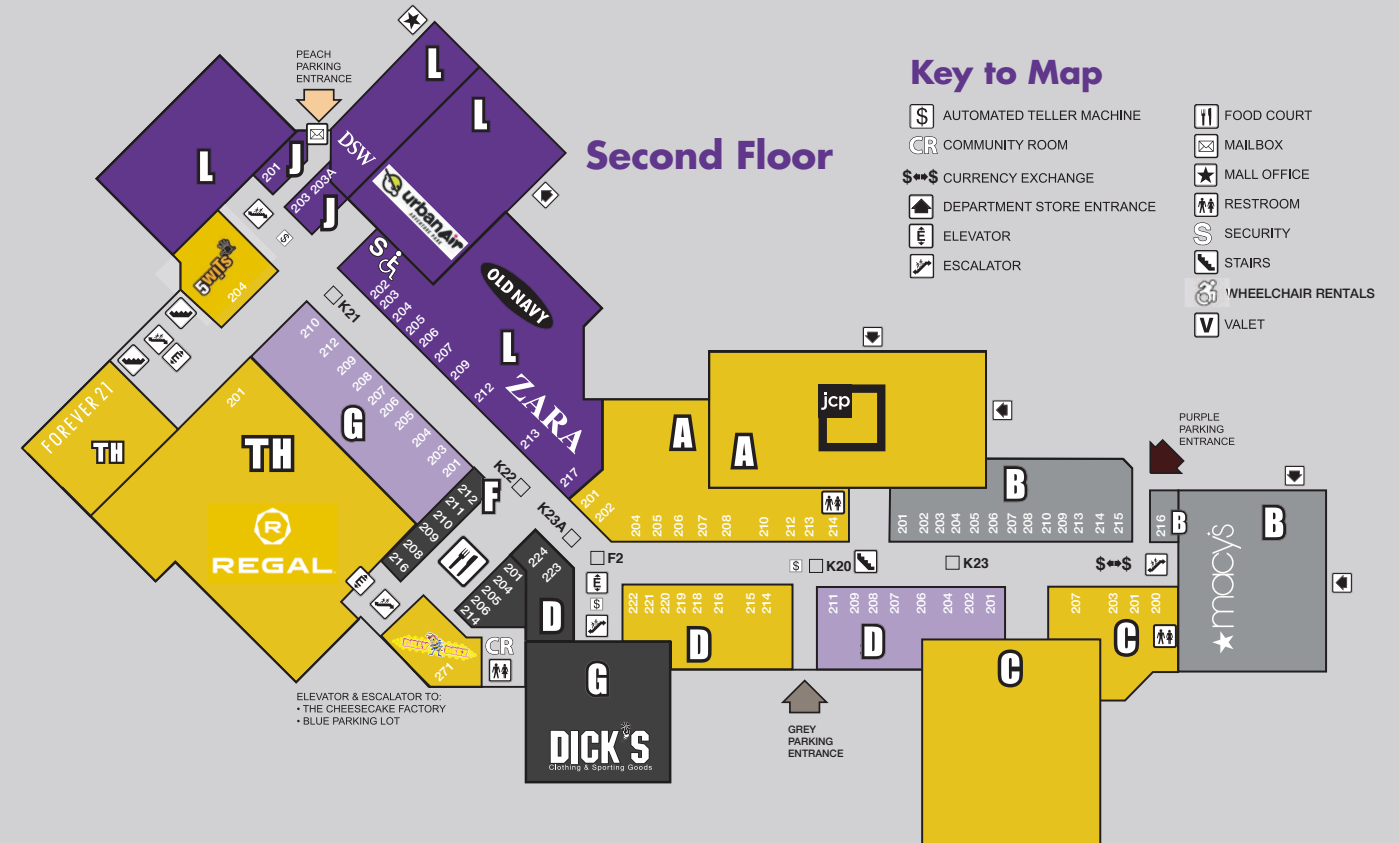 Second Floor
Key to Map
$ AUTOMATED TELLER MACHINE
CR COMMUNITY ROOM
$ $ CURRENCY EXCHANGE
DEPARTMENT STORE ENTRANCE
E ELEVATOR
ESCALATOR
FOOD COURT
MAILBOX
MALL OFFICE
RESTROOM
S SECURITY
STAIRS
WHEELCHAIR RENTALS
V VALET
PEACH
PARKING
ENTRANCE
L
L
L
J
201
DSW
203 203A
J
urbanAir
ADVENTURE PARK
$
5WITS
204
S
OLD NAVY
L
ZARA
202
203
204
205
206
207
209
212
213
217
K21
210
212
209
208
207
206
205
204
203
201
G
FOREVER 21
TH
201
TH
R
REGAL
F
212
211
210
209
208
216
K22
K23A
F2
E
E
E
$
224
223
D
201
204
205
206
214
271
CR
ELEVATOR & ESCALATOR TO:
• THE CHEESECAKE FACTORY
• BLUE PARKING LOT
G
DICK'S
Clothing & Sporting Goods
A
A
jcp
201
202
204
205
206
207
208
210
212
213
214
B
201
202
203
204
205
206
207
208
210
209
213
214
215
PURPLE
PARKING
ENTRANCE
216
B
B
macy's
$ K20
K23
$ $
222
221
220
219
218
216
215
214
D
211
209
208
207
206
204
202
201
D
207
203
201
200
C
C
GREY
PARKING
ENTRANCE